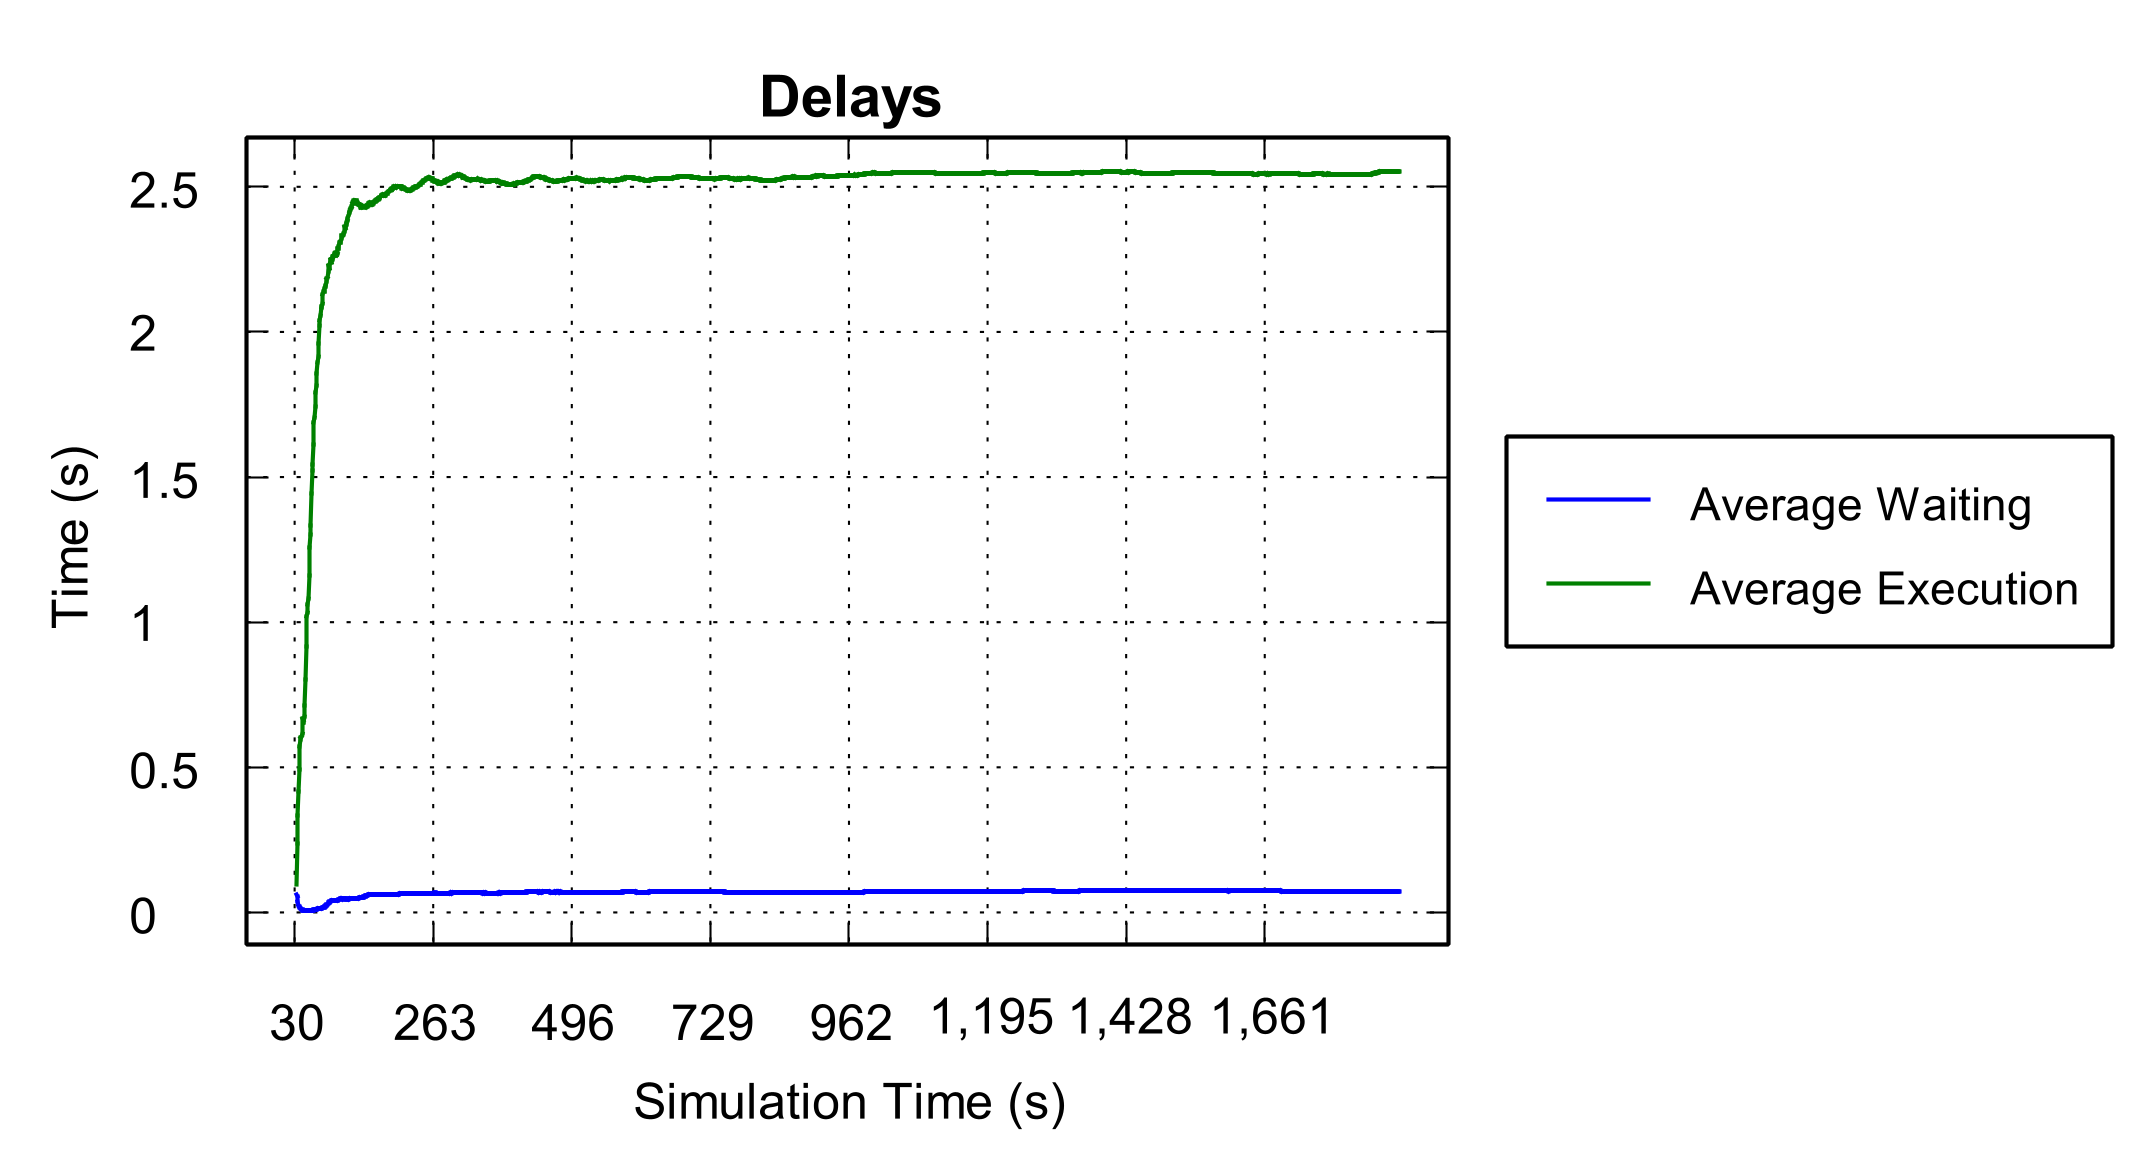 Delays
2.5
2
1.5
1
0.5
0
Time (s)
30 263 496 729 962 1,195 1,428 1,661
Simulation Time (s)
Average Waiting
Average Execution